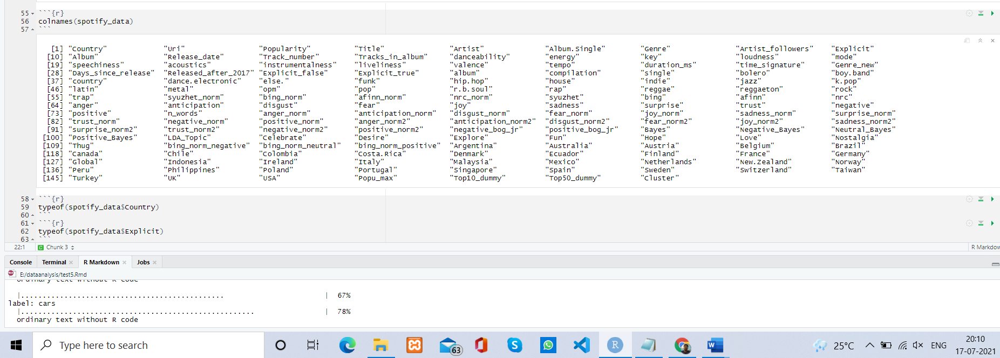 55 ```{r}
56 colnames(spotify_data)
57 ```
[1] "Country" "Uri" "Popularity" "Title" "Artist" "Album.Single" "Genre" "Artist_followers" "Explicit"
[10] "Album" "Release_date" "Track_number" "Tracks_in_album" "danceability" "energy" "key" "loudness" "mode"
[19] "speechiness" "acoustics" "instrumentalness" "liveliness" "valence" "tempo" "duration_ms" "time_signature" "Genre_new"
[28] "Days_since_release" "Released_after_2017" "Explicit_false" "Explicit_true" "album" "compilation" "single" "bolero" "boy.band"
[37] "country" "dance.electronic" "else." "funk" "hip.hop" "house" "indie" "jazz" "k.pop"
[46] "latin" "metal" "opm" "pop" "r.b.soul" "rap" "reggae" "reggaeton" "rock"
[55] "trap" "syuzhet_norm" "bing_norm" "afinn_norm" "nrc_norm" "syuzhet" "bing" "afinn" "nrc"
[64] "anger" "anticipation" "disgust" "fear" "joy" "sadness" "surprise" "trust" "negative"
[73] "positive" "n_words" "anger_norm" "anticipation_norm" "disgust_norm" "fear_norm" "joy_norm" "sadness_norm" "surprise_norm"
[82] "trust_norm" "negative_norm" "positive_norm" "anger_norm2" "anticipation_norm2" "disgust_norm2" "fear_norm2" "joy_norm2" "sadness_norm2"
[91] "surprise_norm2" "trust_norm2" "negative_norm2" "positive_norm2" "negative_bog_jr" "positive_bog_jr" "Bayes" "Negative_Bayes" "Neutral_Bayes"
[100] "Positive_Bayes" "LDA_Topic" "Celebrate" "Desire" "Explore" "Fun" "Hope" "Love" "Nostalgia"
[109] "Thug" "bing_norm_negative" "bing_norm_neutral" "bing_norm_positive" "Argentina" "Australia" "Austria" "Belgium" "Brazil"
[118] "Canada" "Chile" "Colombia" "Costa.Rica" "Denmark" "Ecuador" "Finland" "France" "Germany"
[127] "Global" "Indonesia" "Ireland" "Italy" "Malaysia" "Mexico" "Netherlands" "New.Zealand" "Norway"
[136] "Peru" "Philippines" "Poland" "Portugal" "Singapore" "Spain" "Sweden" "Switzerland" "Taiwan"
[145] "Turkey" "UK" "USA" "Popu_max" "Top10_dummy" "Top50_dummy" "Cluster"
58 ```{r}
59 typeof(spotify_data$Country)
60 ```
61 ```{r}
62 typeof(spotify_data$Explicit)
63 ```
22:1 C Chunk 3 R Markdow
Console Terminal R Markdown Jobs
E:/dataanalysis/test5.Rmd
ordinary text without R code
|.............................................. | 67%
label: cars
|..................................................... | 78%
ordinary text without R code
Type here to search 63 25°C ENG 20:10
17-07-2021